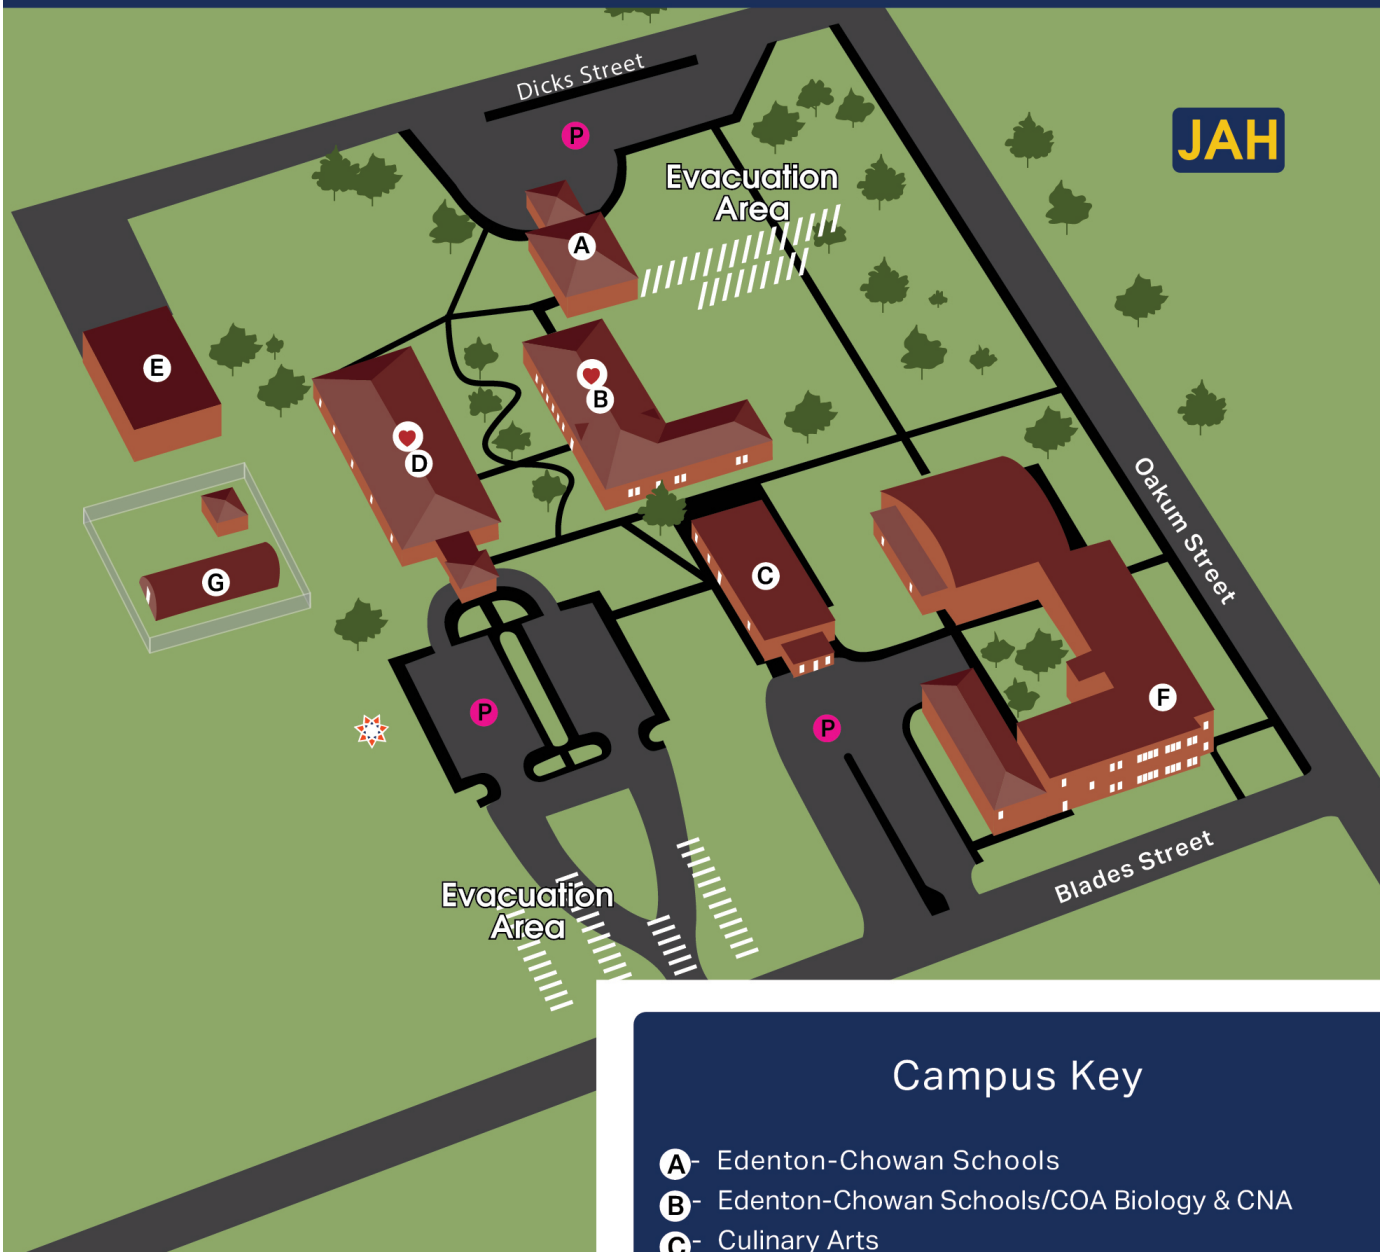 Dicks Street
P
JAH
Evacuation
Area
A
E
B
D
G
C
Oakum Street
F
P
P
Blades Street
Evacuation
Area
Campus Key
A - Edenton-Chowan Schools
B - Edenton-Chowan Schools/COA Biology & CNA
C - Culinary Arts